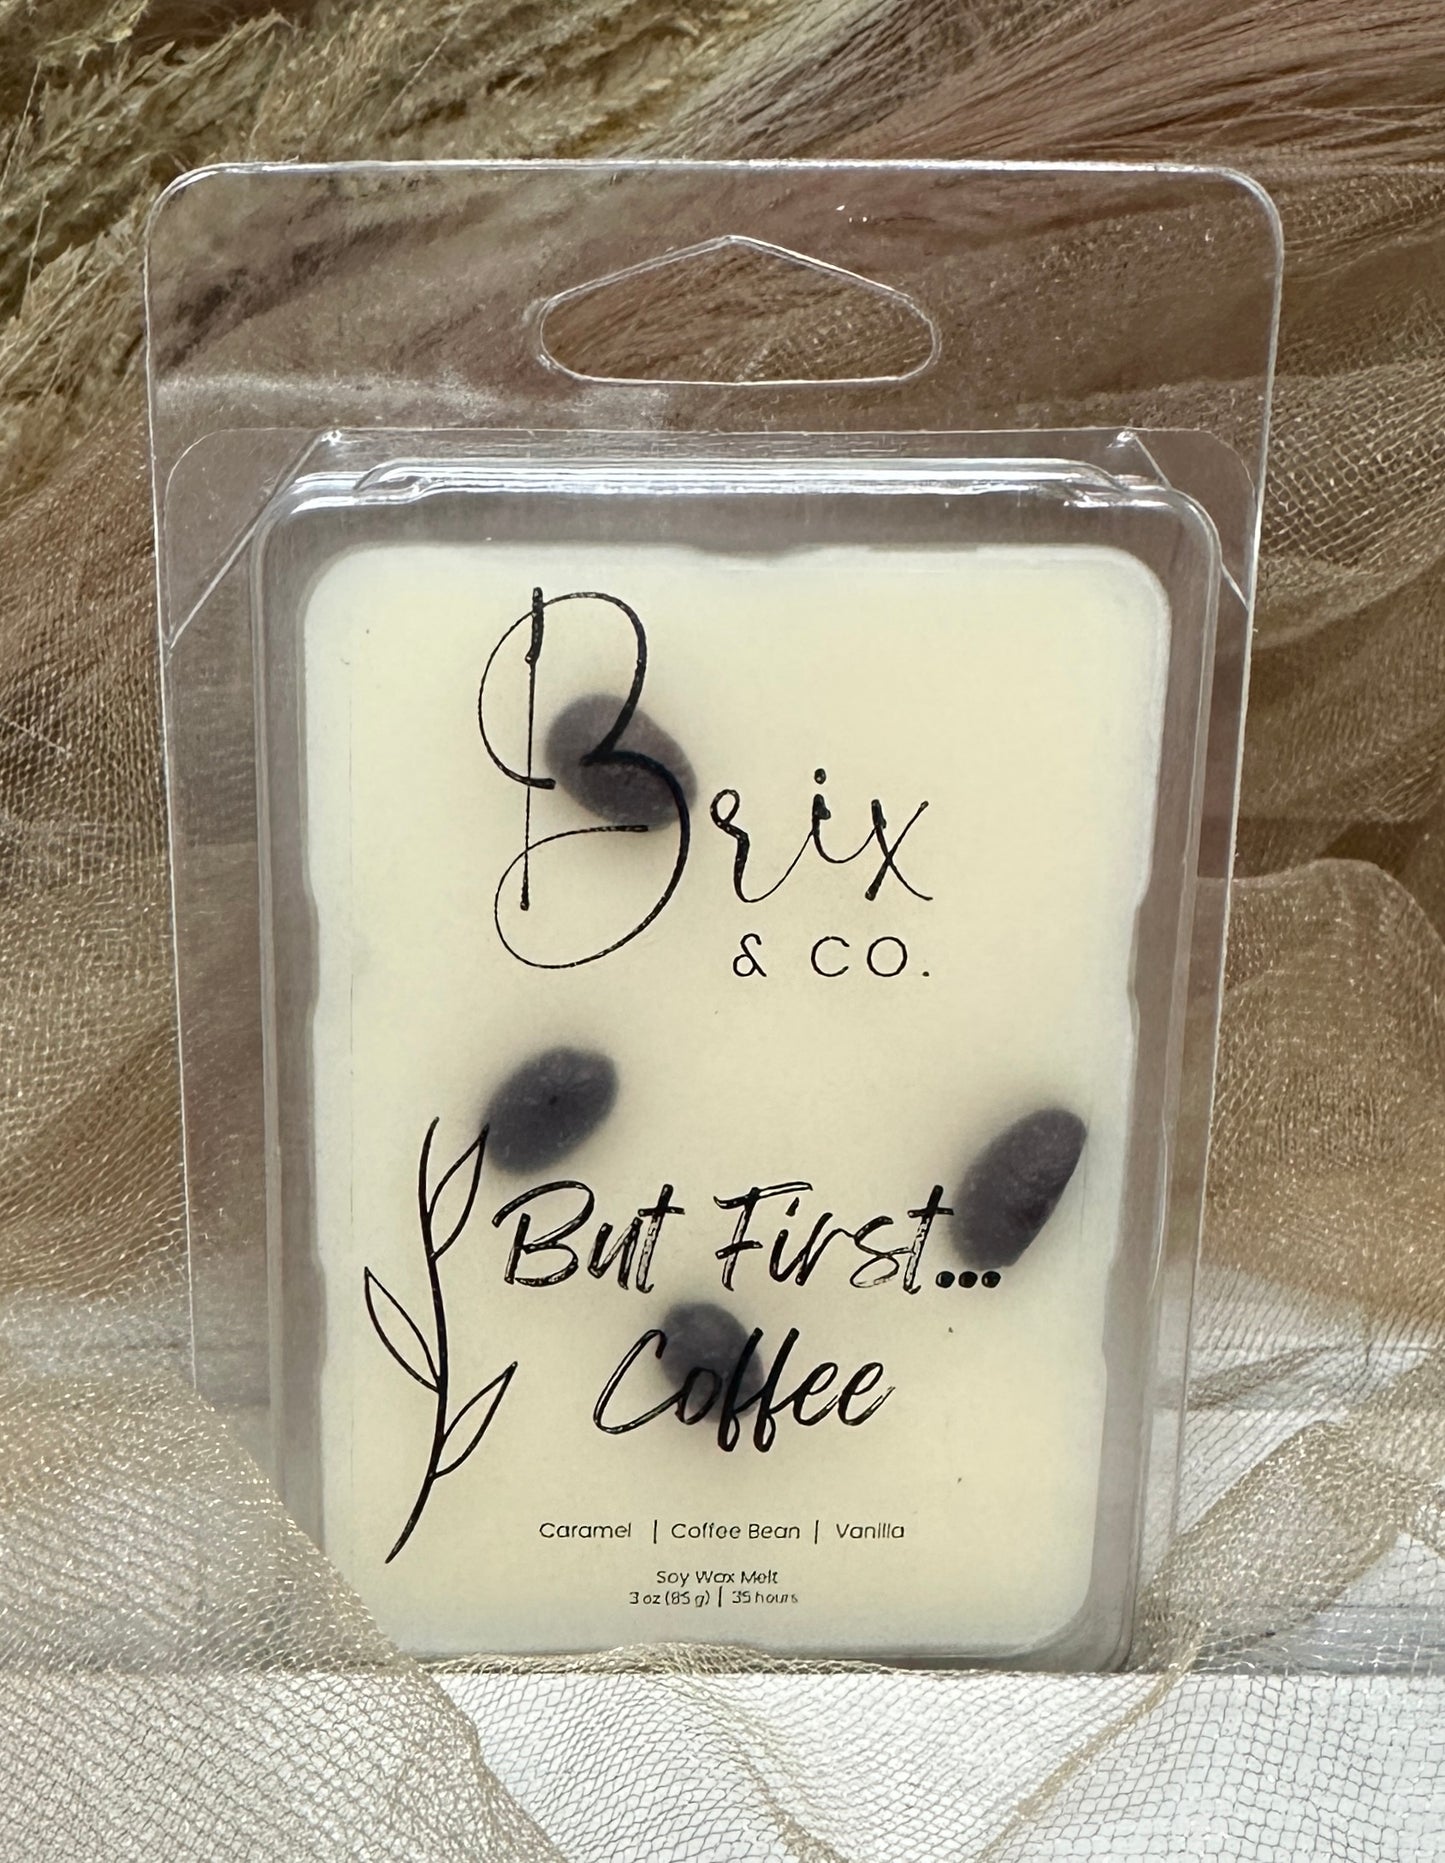 Brix
& CO.
But First...
Coffee
Caramel | Coffee Bean | Vanilla
Soy Wax Melt
3 oz (85 g) | 35 hours